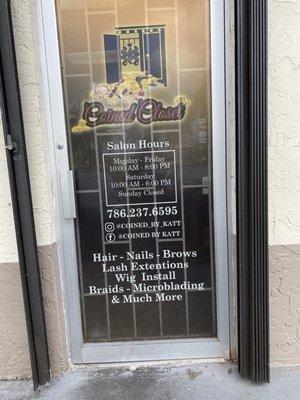 Coined Closet
Salon Hours
Monday - Friday
10:00 AM - 8:00 PM
Saturday
10:00 AM - 6:00 PM
Sunday Closed
786.237.6595
@COINED_BY_KATT
@COINED BY KATT
Hair - Nails - Brows
Lash Extentions
Wig Install
Braids - Microblading
& Much More